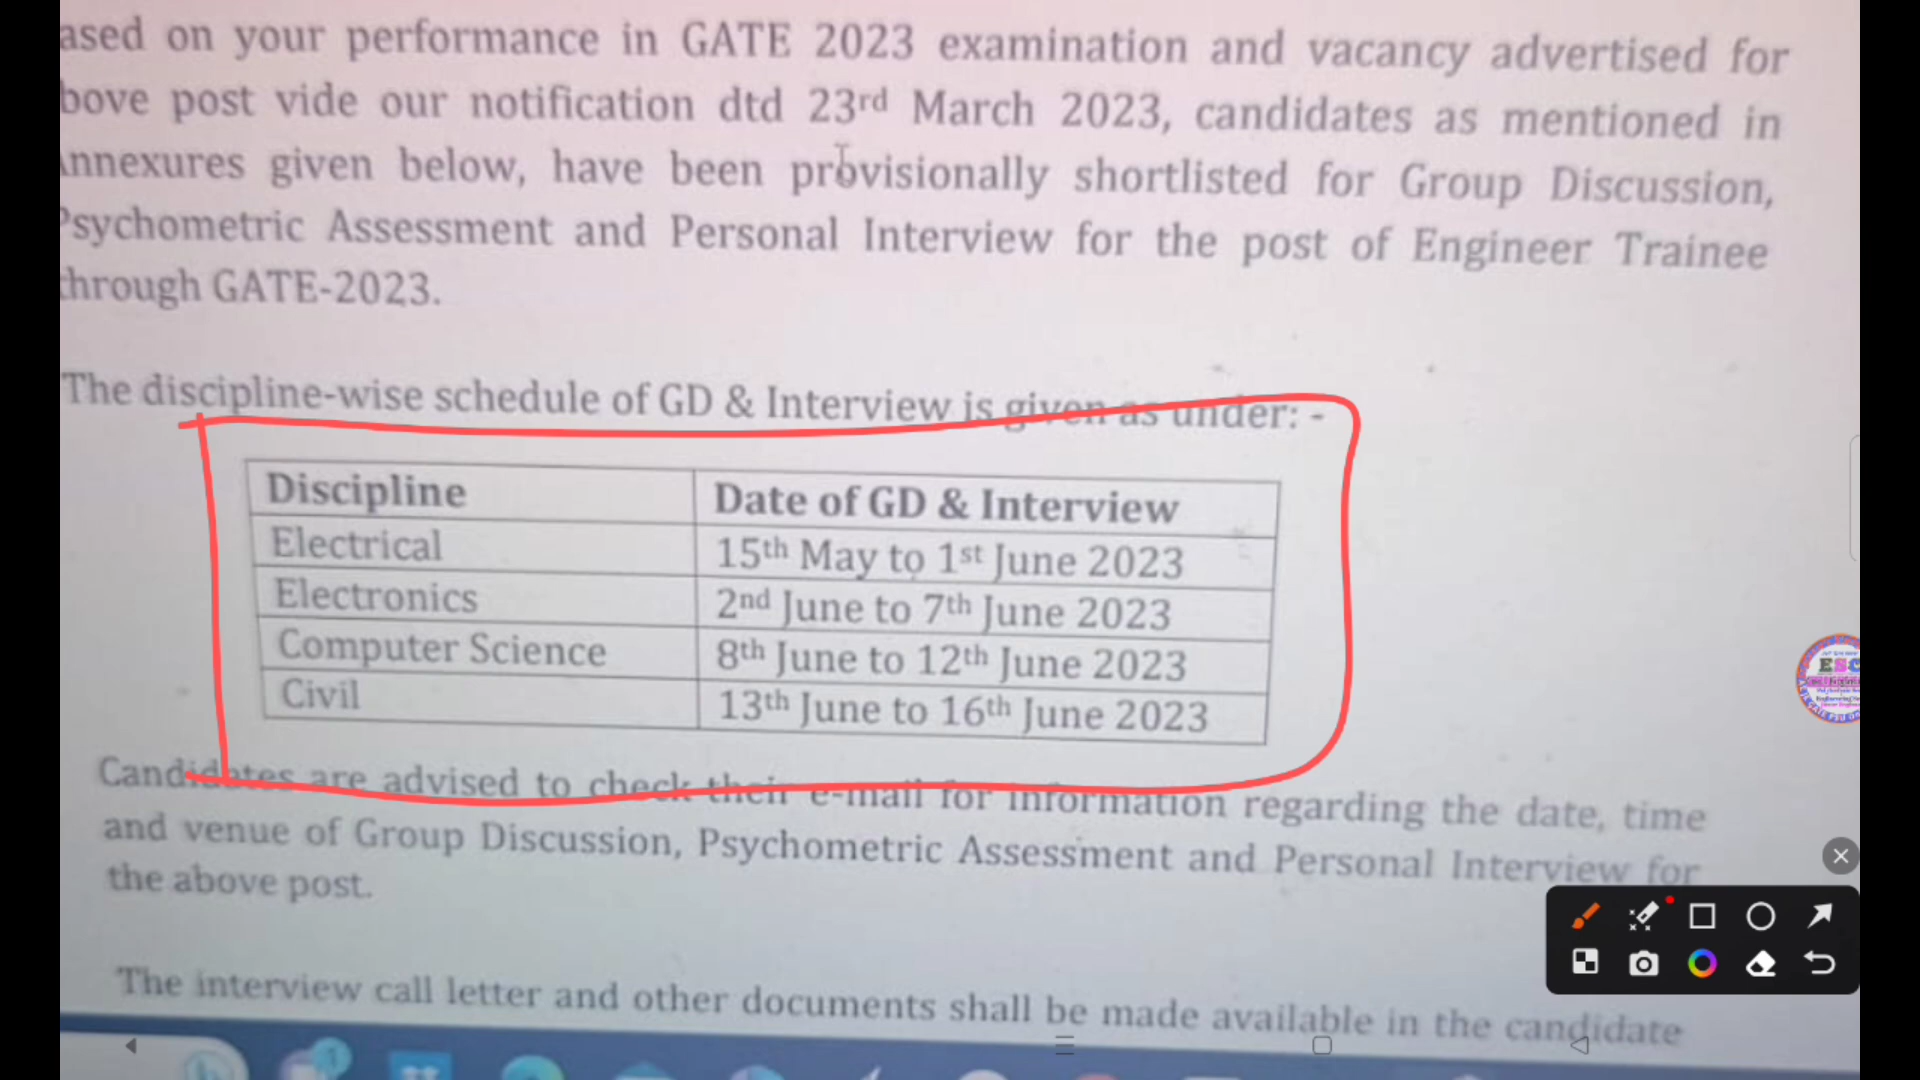 ased on your performance in GATE 2023 examination and vacancy advertised for
bove post vide our notification dtd 23rd March 2023, candidates as mentioned in
nnexures given below, have been provisionally shortlisted for Group Discussion,
Psychometric Assessment and Personal Interview for the post of Engineer Trainee
through GATE-2023.
The discipline-wise schedule of GD & Interview is given as under: -
Discipline Date of GD & Interview
Electrical 15th May to 1st June 2023
Electronics 2nd June to 7th June 2023
Computer Science 8th June to 12th June 2023
Civil 13th June to 16th June 2023
ESC
Candidates are advised to check their e-mail for information regarding the date, time
and venue of Group Discussion, Psychometric Assessment and Personal Interview for
the above post.
The interview call letter and other documents shall be made available in the candidate
1